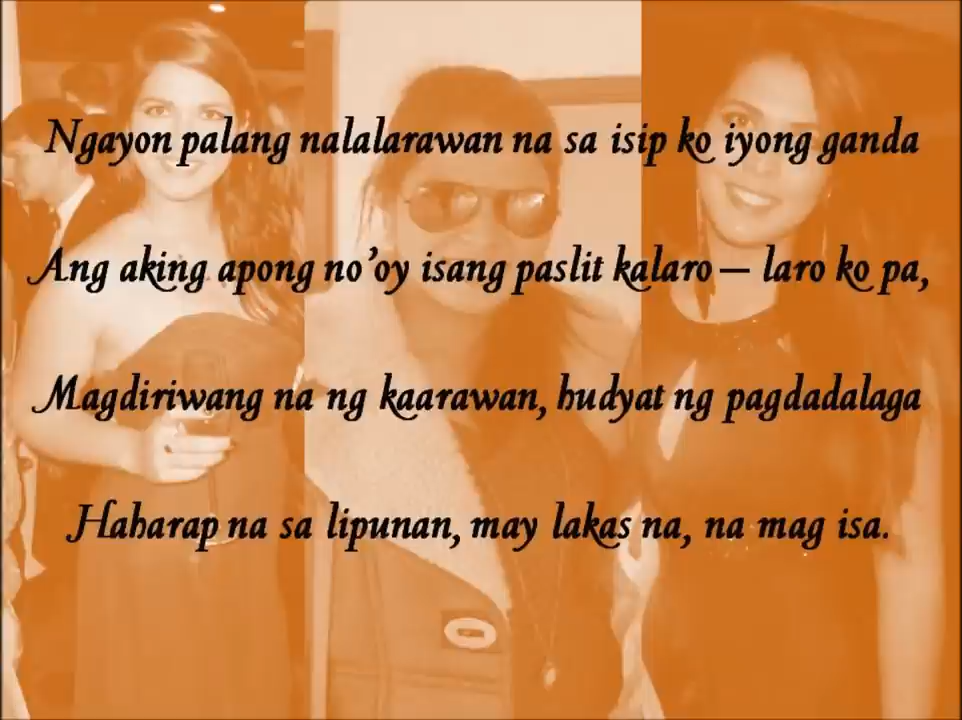 Ngayon palang nalalarawan na sa isip ko iyong ganda
Ang aking apong no'oy isang paslit kalaro – laro ko pa,
Magdiriwang na ng kaarawan, hudyat ng pagdadalaga
Haharap na sa lipunan, may lakas na, na mag isa.